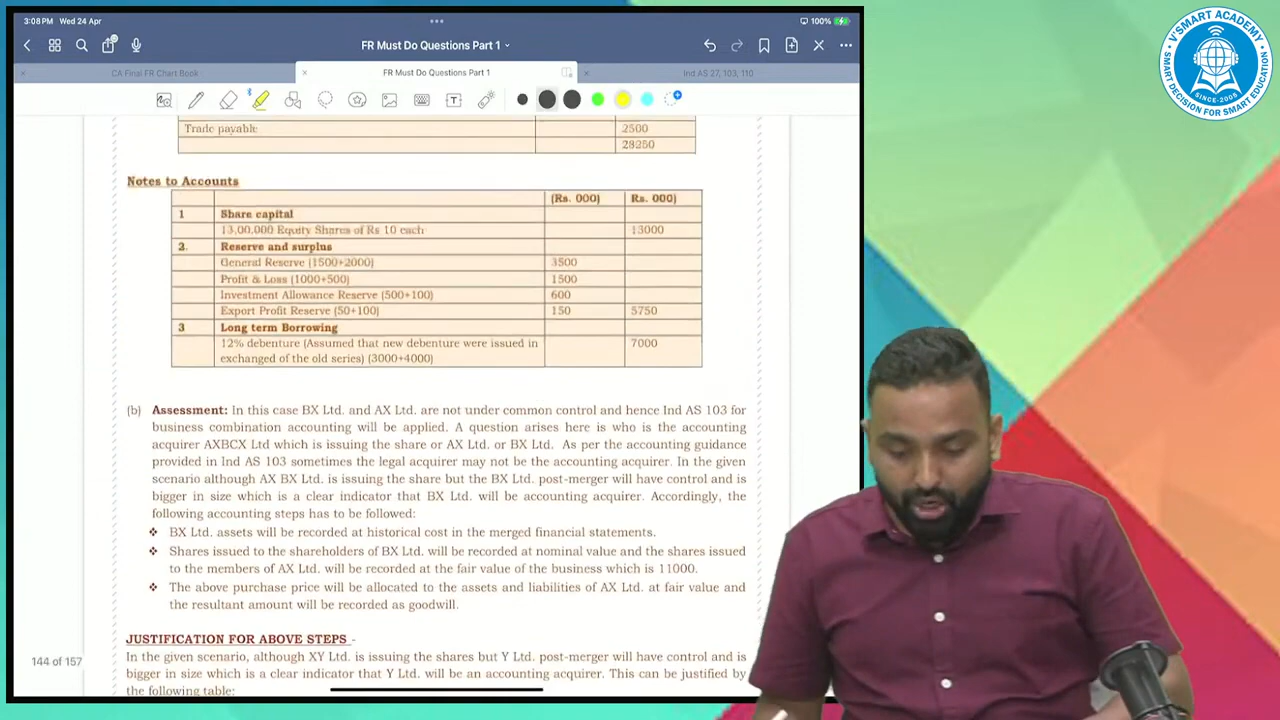 3:08 PM Wed 24 Apr
100%
FR Must Do Questions Part 1
CA Final FR Chart Book
FR Must Do Questions Part 1
Ind AS 27, 103, 110
Trade payable 2500
28250
Notes to Accounts
(Rs. 000) (Rs. 000)
1 Share capital
13,00,000 Equity Shares of Rs 10 each 13000
2. Reserve and surplus
General Reserve (1500+2000) 3500
Profit & Loss (1000+500) 1500
Investment Allowance Reserve (500+100) 600
Export Profit Reserve (50+100) 150 5750
3 Long term Borrowing
12% debenture (Assumed that new debenture were issued in 7000
exchanged of the old series) (3000+4000)
(b) Assessment: In this case BX Ltd. and AX Ltd. are not under common control and hence Ind AS 103 for
business combination accounting will be applied. A question arises here is who is the accounting
acquirer AXBCX Ltd which is issuing the share or AX Ltd. or BX Ltd. As per the accounting guidance
provided in Ind AS 103 sometimes the legal acquirer may not be the accounting acquirer. In the given
scenario although AX BX Ltd. is issuing the share but the BX Ltd. post-merger will have control and is
bigger in size which is a clear indicator that BX Ltd. will be accounting acquirer. Accordingly, the
following accounting steps has to be followed:
❖ BX Ltd. assets will be recorded at historical cost in the merged financial statements.
❖ Shares issued to the shareholders of BX Ltd. will be recorded at nominal value and the shares issued
to the members of AX Ltd. will be recorded at the fair value of the business which is 11000.
❖ The above purchase price will be allocated to the assets and liabilities of AX Ltd. at fair value and
the resultant amount will be recorded as goodwill.
JUSTIFICATION FOR ABOVE STEPS -
In the given scenario, although XY Ltd. is issuing the shares but Y Ltd. post-merger will have control and is
bigger in size which is a clear indicator that Y Ltd. will be an accounting acquirer. This can be justified by
the following table:
144 of 157
V'SMART ACADEMY
SMART DECISION FOR SMART EDUCATION
SINCE-2005